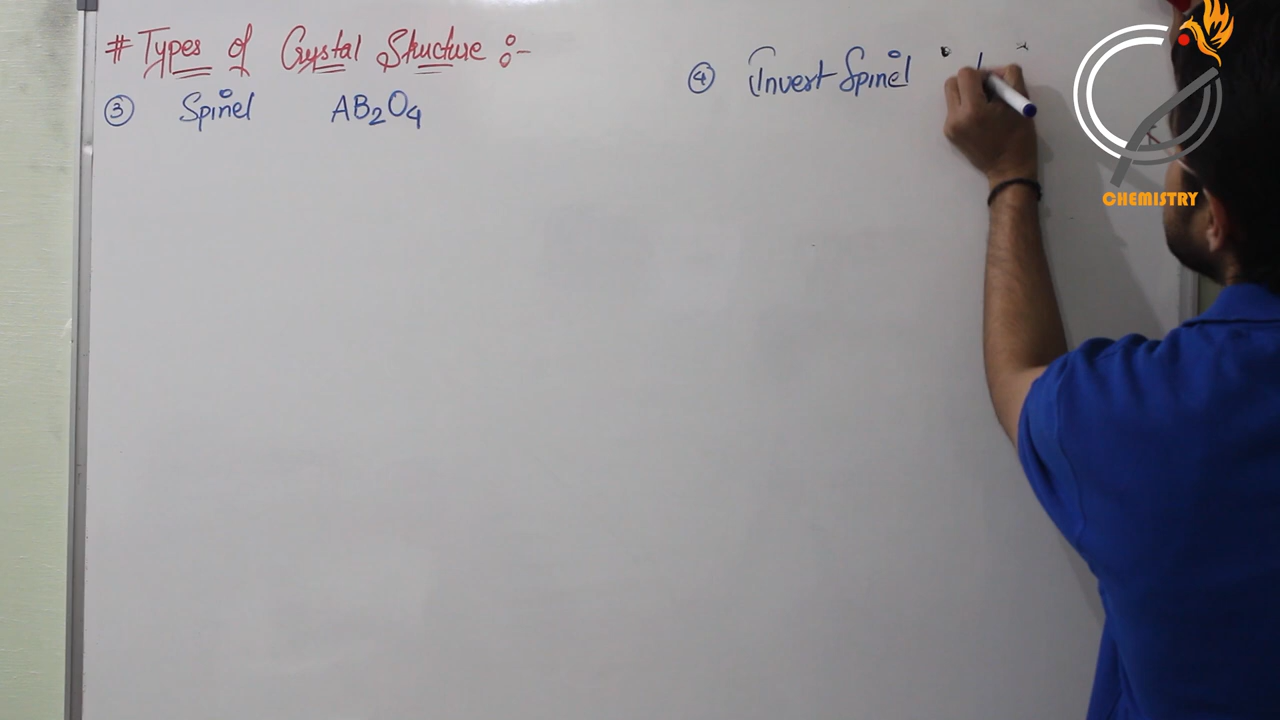 # Types of Crystal Structure :-
③ Spinel AB₂O₄
④ Invert Spinel
CHEMISTRY